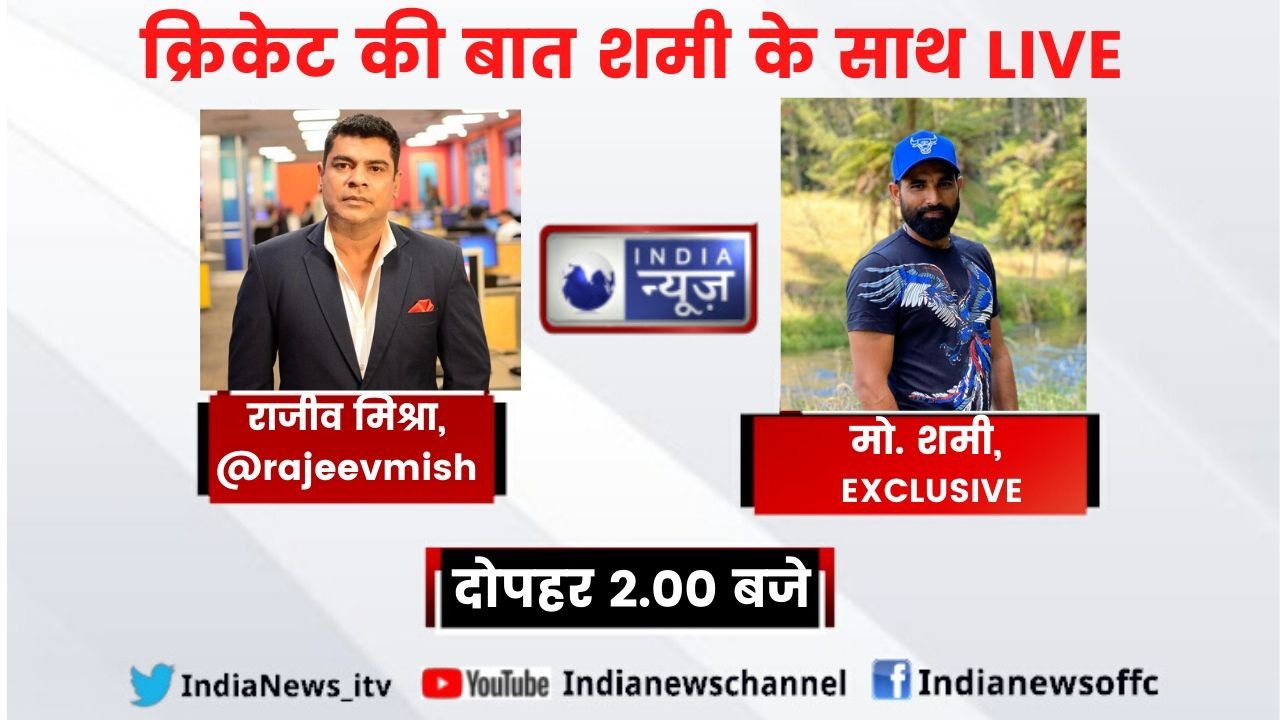 क्रिकेट की बात शमी के साथ LIVE
INDIA
न्यूज़
राजीव मिश्रा,
@rajeevmish
मो. शमी,
EXCLUSIVE
दोपहर 2.00 बजे
IndiaNews_itv YouTube Indianewschannel Indianewsoffc